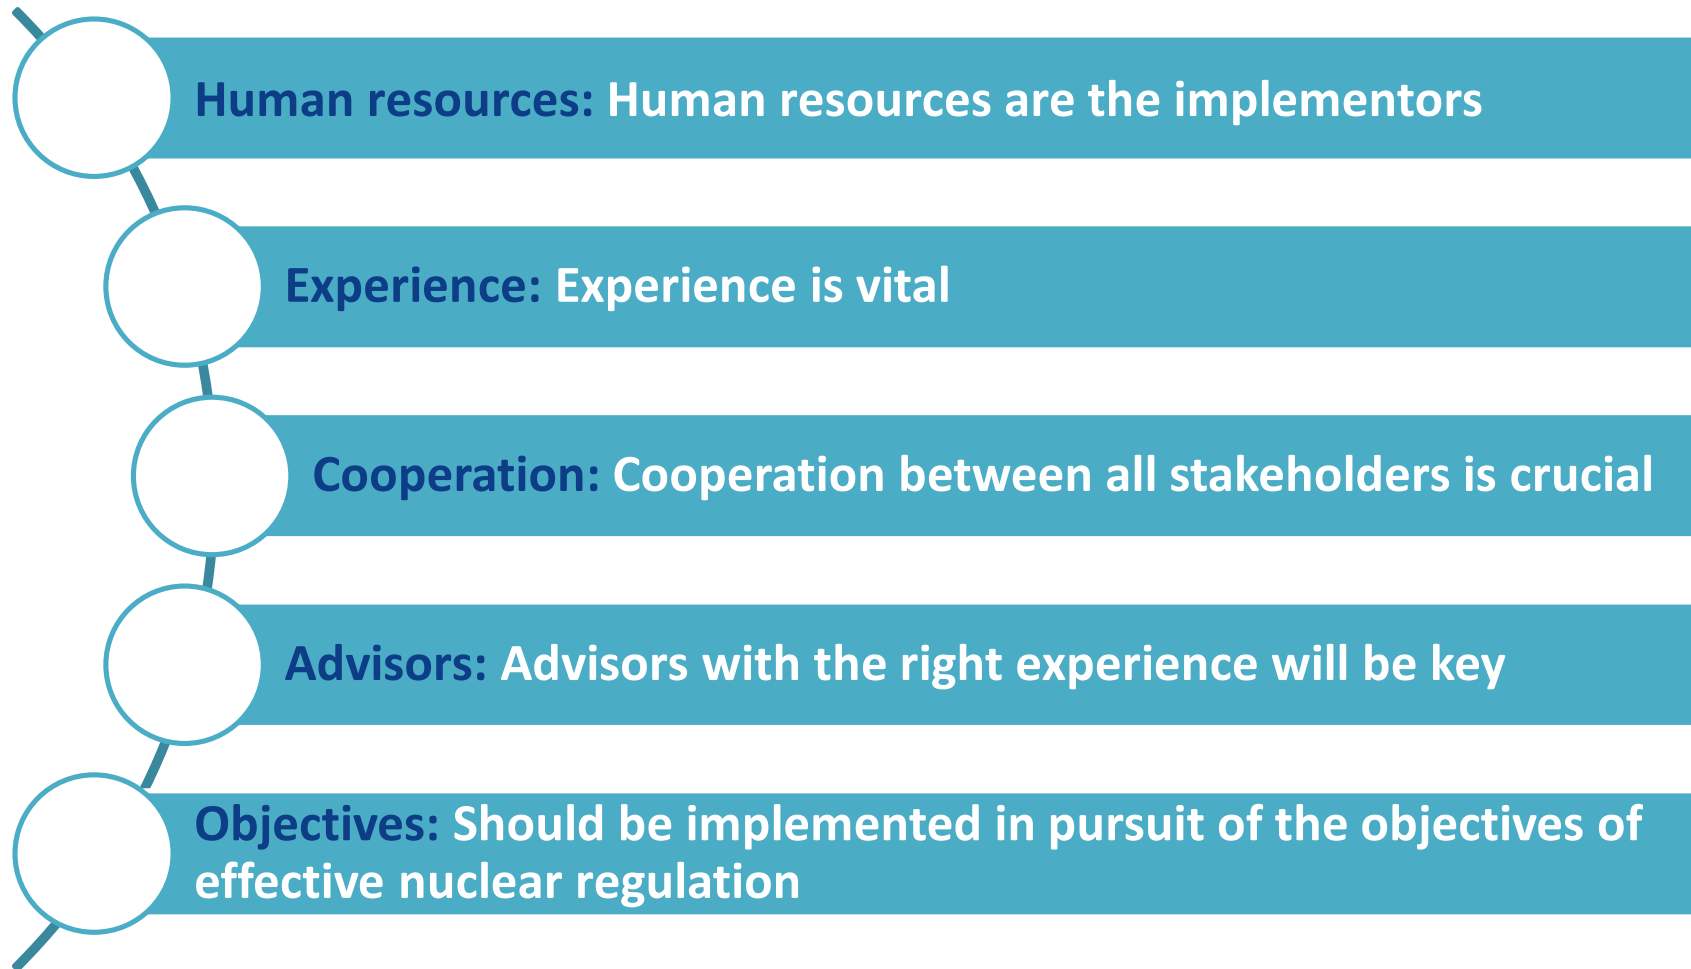 Human resources: Human resources are the implementors
Experience: Experience is vital
Cooperation: Cooperation between all stakeholders is crucial
Advisors: Advisors with the right experience will be key
Objectives: Should be implemented in pursuit of the objectives of
effective nuclear regulation